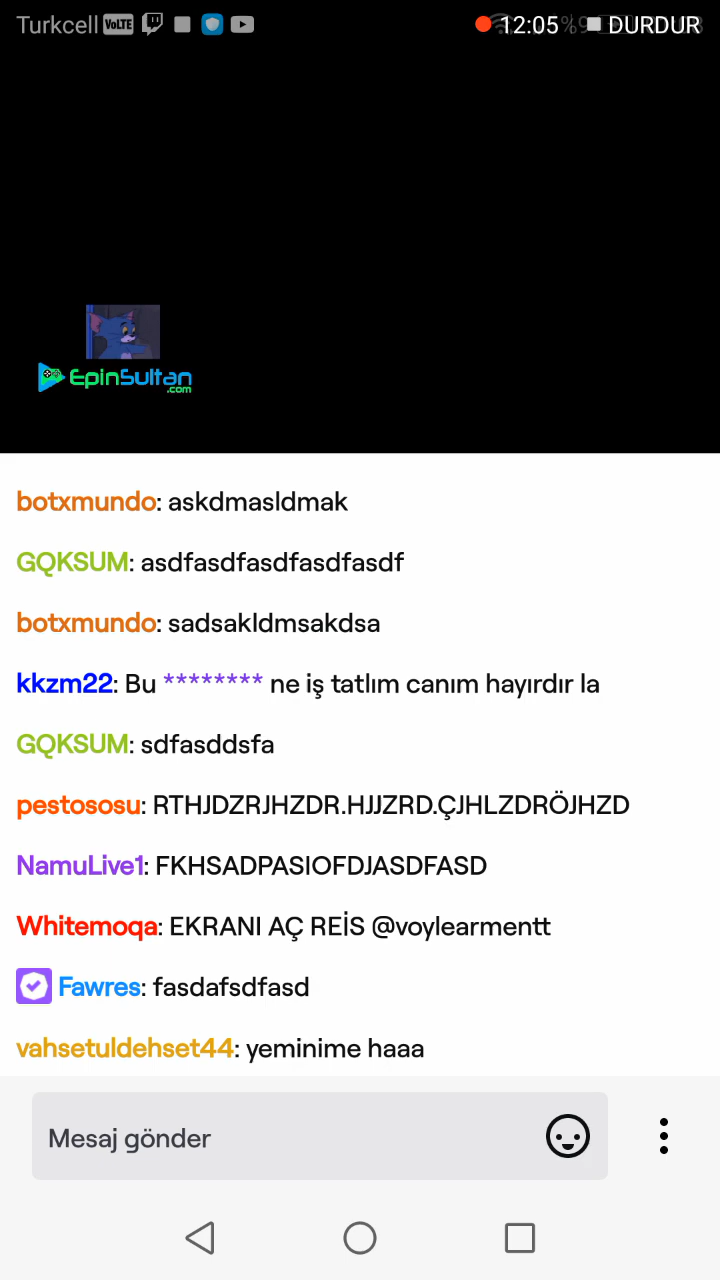 Turkcell VoLTE 12:05 DURDUR
EpinSultan
.com
botxmundo: askdmasldmak
GQKSUM: asdfasdfasdfasdfasdf
botxmundo: sadsakldmsakdsa
kkzm22: Bu ******** ne iş tatlım canım hayırdır la
GQKSUM: sdfasddsfa
pestososu: RTHJDZRJHZDR.HJJZRD.ÇJHLZDRÖJHZD
NamuLive1: FKHSADPASIOFDJASDFASD
Whitemoqa: EKRANI AÇ REİS @voylearmentt
Fawres: fasdafsdfasd
vahsetuldehset44: yeminime haaa
Mesaj gönder